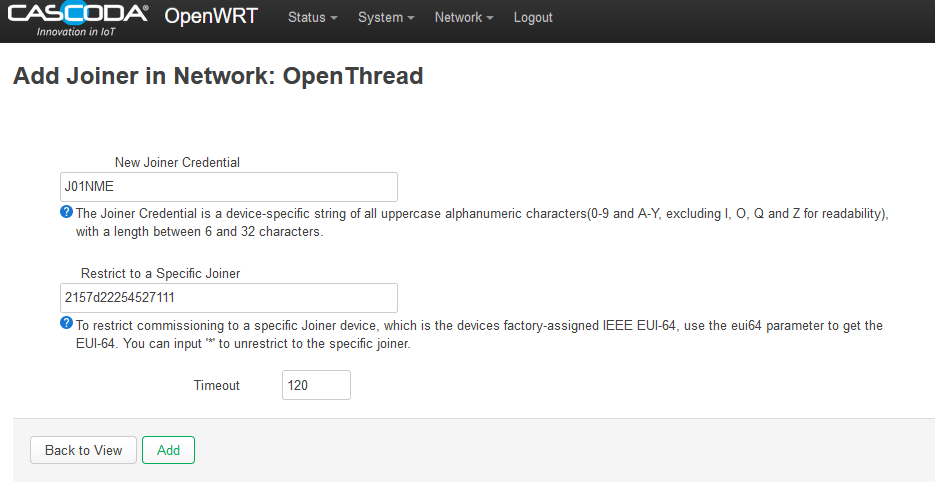 CASCODA® OpenWRT Status System Network Logout
Innovation in IoT
Add Joiner in Network: OpenThread
New Joiner Credential
J01NME
The Joiner Credential is a device-specific string of all uppercase alphanumeric characters(0-9 and A-Y, excluding I, O, Q and Z for readability),
with a length between 6 and 32 characters.
Restrict to a Specific Joiner
2157d22254527111
To restrict commissioning to a specific Joiner device, which is the devices factory-assigned IEEE EUI-64, use the eui64 parameter to get the
EUI-64. You can input '*' to unrestrict to the specific joiner.
Timeout 120
Back to View Add